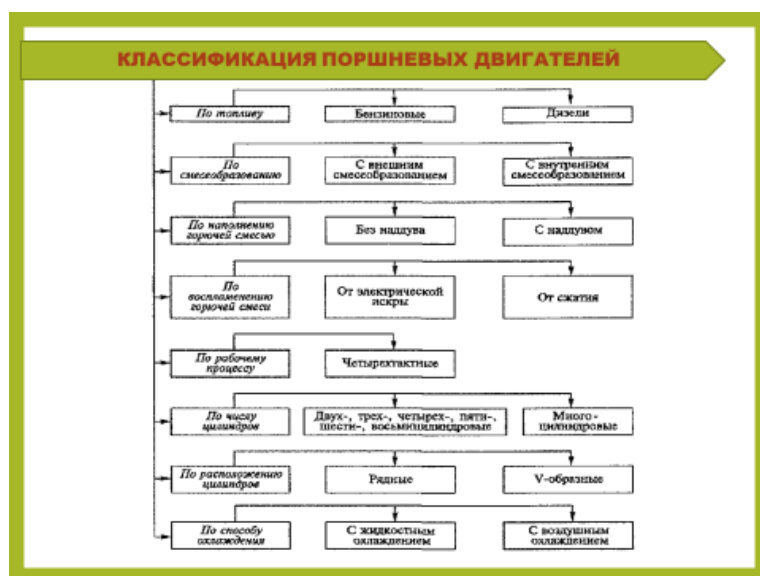 КЛАССИФИКАЦИЯ ПОРШНЕВЫХ ДВИГАТЕЛЕЙ
По топливу
Бензиновые
Дизели
По
смесеобразованию
С внешним
смесеобразованием
С внутренним
смесеобразованием
По наполнению
горючей смесью
Без наддува
С наддувом
По
воспламенению
горючей смеси
От электрической
искры
От сжатия
По рабочему
процессу
Четырехтактные
По числу
цилиндров
Двух-, трех-, четырех-, пяти-,
шести-, восьмицилиндровые
Много-
цилиндровые
По расположению
цилиндров
Рядные
V-образные
По способу
охлаждения
С жидкостным
охлаждением
С воздушным
охлаждением